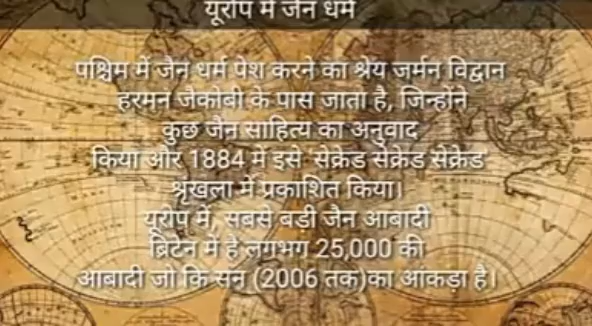 यूरोप में जैन धर्म
पश्चिम में जैन धर्म पेश करने का श्रेय जर्मन विद्वान
हरमन जैकोबी के पास जाता है, जिन्होंने
कुछ जैन साहित्य का अनुवाद
किया और 1884 में इसे सेक्रेड सेक्रेड सेक्रेड
श्रृंखला में प्रकाशित किया।
यूरोप में, सबसे बड़ी जैन आबादी
ब्रिटेन में है लगभग 25,000 की
आबादी जो कि सन (2006 तक)का आंकड़ा है।